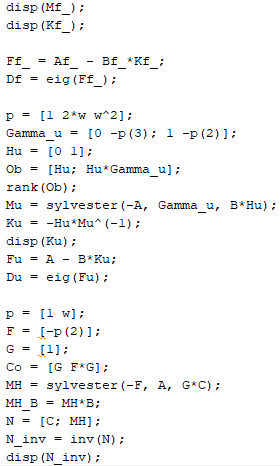 disp(Mf_);
disp(Kf_);
Ff_ = Af_ - Bf_*Kf_;
Df = eig(Ff_);
p = [1 2*w w^2];
Gamma_u = [0 -p(3); 1 -p(2)];
Hu = [0 1];
Ob = [Hu; Hu*Gamma_u];
rank(Ob);
Mu = sylvester(-A, Gamma_u, B*Hu);
Ku = -Hu*Mu^(-1);
disp(Ku);
Fu = A - B*Ku;
Du = eig(Fu);
p = [1 w];
F = [-p(2)];
G = [1];
Co = [G F*G];
MH = sylvester(-F, A, G*C);
MH_B = MH*B;
N = [C; MH];
N_inv = inv(N);
disp(N_inv);